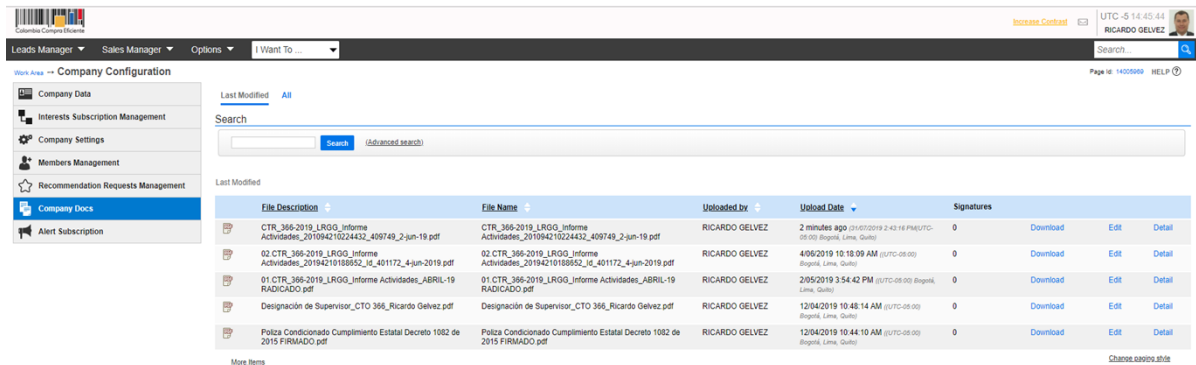 Colombia Compra Eficiente
Increase Contrast
UTC -5 14:45:44
RICARDO GELVEZ
Leads Manager Sales Manager Options I Want To ... Search...
Work Area → Company Configuration
Page Id: 14005969 HELP ?
Company Data
Interests Subscription Management
Company Settings
Members Management
Recommendation Requests Management
Company Docs
Alert Subscription
Last Modified All
Search
Search (Advanced search)
Last Modified
File Description File Name Uploaded by Upload Date Signatures
CTR_366-2019_LRGG_Informe CTR_366-2019_LRGG_Informe RICARDO GELVEZ 2 minutes ago (31/07/2019 2:43:16 PM(UTC- 0 Download Edit Detail
Actividades_201094210224432_409749_2-jun-19.pdf Actividades_201094210224432_409749_2-jun-19.pdf 05:00) Bogotá, Lima, Quito)
02.CTR_366-2019_LRGG_Informe 02.CTR_366-2019_LRGG_Informe RICARDO GELVEZ 4/06/2019 10:18:09 AM ((UTC-05:00) 0 Download Edit Detail
Actividades_20194210188652_Id_401172_4-jun-2019.pdf Actividades_20194210188652_Id_401172_4-jun-2019.pdf Bogotá, Lima, Quito)
01.CTR_366-2019_LRGG_Informe Actividades_ABRIL-19 01.CTR_366-2019_LRGG_Informe Actividades_ABRIL-19 RICARDO GELVEZ 2/05/2019 3:54:42 PM ((UTC-05:00) Bogotá, 0 Download Edit Detail
RADICADO.pdf RADICADO.pdf Lima, Quito)
Designación de Supervisor_CTO 366_Ricardo Gelvez.pdf Designación de Supervisor_CTO 366_Ricardo Gelvez.pdf RICARDO GELVEZ 12/04/2019 10:48:14 AM ((UTC-05:00) 0 Download Edit Detail
Bogotá, Lima, Quito)
Poliza Condicionado Cumplimiento Estatal Decreto 1082 de Poliza Condicionado Cumplimiento Estatal Decreto 1082 de RICARDO GELVEZ 12/04/2019 10:44:10 AM ((UTC-05:00) 0 Download Edit Detail
2015 FIRMADO.pdf 2015 FIRMADO.pdf Bogotá, Lima, Quito)
More Items Change paging style